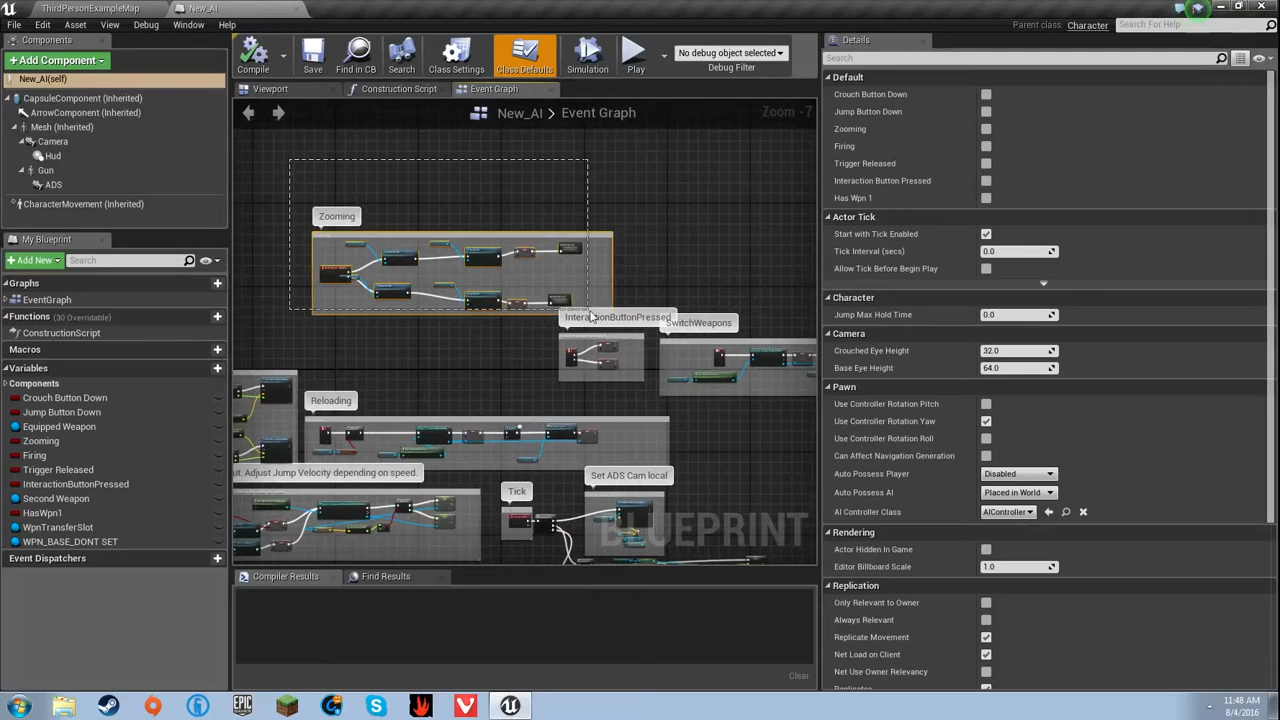 ThirdPersonExampleMap
New_AI
File
Edit
Asset
View
Debug
Window
Help
Parent class: Character
Search For Help
Components
+ Add Component
New_AI(self)
CapsuleComponent (Inherited)
ArrowComponent (Inherited)
Mesh (Inherited)
Camera
Hud
Gun
ADS
CharacterMovement (Inherited)
My Blueprint
Add New
Search
Graphs
EventGraph
Functions (30 Overridable)
ConstructionScript
Macros
Variables
Components
Crouch Button Down
Jump Button Down
Equipped Weapon
Zooming
Firing
Trigger Released
InteractionButtonPressed
Second Weapon
HasWpn1
WpnTransferSlot
WPN_BASE_DONT SET
Event Dispatchers
Compile
Save
Find in CB
Search
Class Settings
Class Defaults
Simulation
Play
No debug object selected
Debug Filter
Viewport
Construction Script
Event Graph
New_AI
Event Graph
Zoom -7
Zooming
InteractionButtonPressed
SwitchWeapons
Reloading
ut. Adjust Jump Velocity depending on speed.
Tick
Set ADS Cam local
BLUEPRINT
Compiler Results
Find Results
Clear
Details
Search
Default
Crouch Button Down
Jump Button Down
Zooming
Firing
Trigger Released
Interaction Button Pressed
Has Wpn 1
Actor Tick
Start with Tick Enabled
Tick Interval (secs) 0.0
Allow Tick Before Begin Play
Character
Jump Max Hold Time 0.0
Camera
Crouched Eye Height 32.0
Base Eye Height 64.0
Pawn
Use Controller Rotation Pitch
Use Controller Rotation Yaw
Use Controller Rotation Roll
Can Affect Navigation Generation
Auto Possess Player Disabled
Auto Possess AI Placed in World
AI Controller Class AIController
Rendering
Actor Hidden In Game
Editor Billboard Scale 1.0
Replication
Only Relevant to Owner
Always Relevant
Replicate Movement
Net Load on Client
Net Use Owner Relevancy
Replicates
EPIC GAMES
11:48 AM
8/4/2016